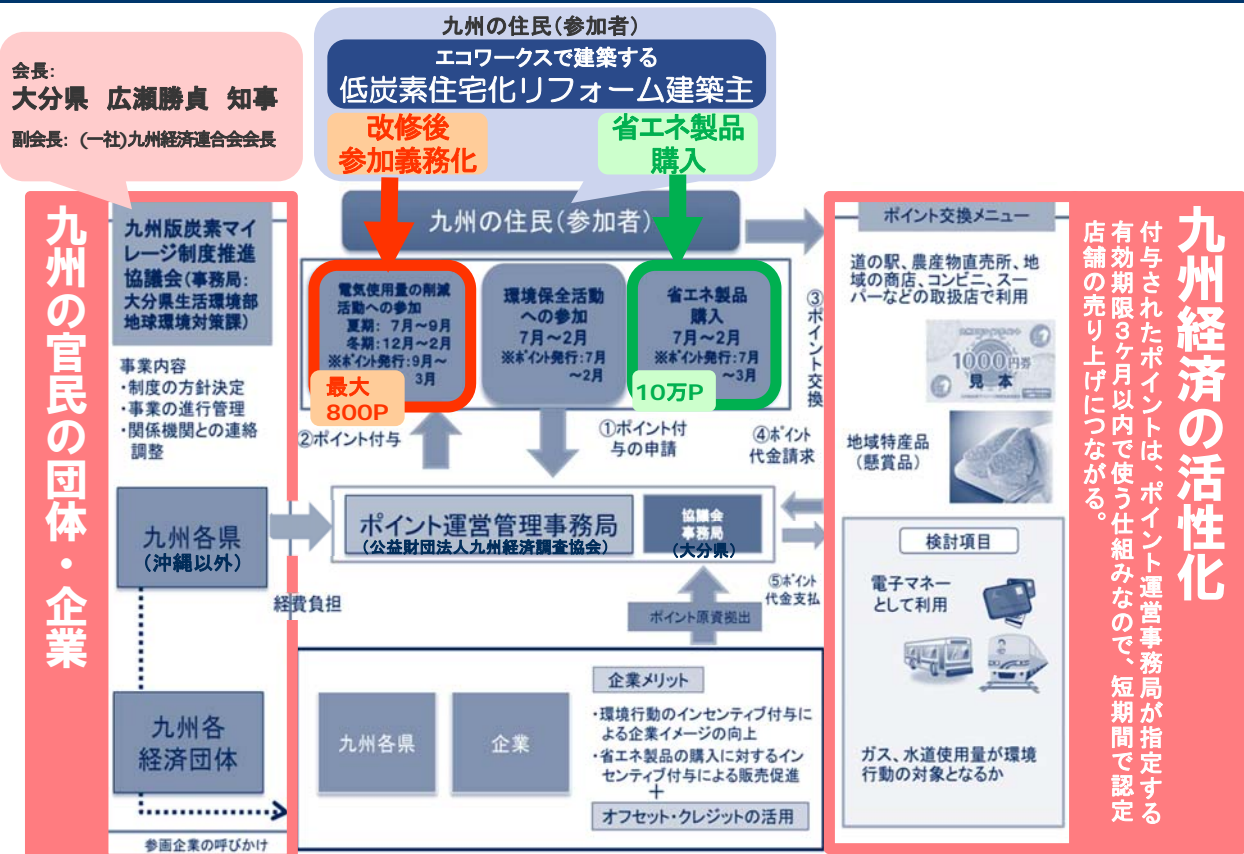 会長：
大分県　広瀬勝貞　知事
副会長：(一社)九州経済連合会会長
九州の住民(参加者)
エコワークスで建築する
低炭素住宅化リフォーム建築主
改修後
参加義務化
省エネ製品
購入
九州の官民の団体・企業
九州版炭素マイ
レージ制度推進
協議会(事務局：
大分県生活環境部
地球環境対策課)
事業内容
・制度の方針決定
・事業の進行管理
・関係機関との連絡
調整
九州各県
(沖縄以外)
経費負担
九州各
経済団体
参画企業の呼びかけ
九州の住民(参加者)
電気使用量の削減
活動への参加
夏期：7月～9月
冬期：12月～2月
※ﾎﾟｲﾝﾄ発行：9月～
3月
最大
800P
環境保全活動
への参加
7月～2月
※ﾎﾟｲﾝﾄ発行：7月
～2月
省エネ製品
購入
7月～2月
※ﾎﾟｲﾝﾄ発行：7月
～3月
10万P
③ポイント交換
②ポイント付与
①ポイント付
与の申請
④ﾎﾟｲﾝﾄ
代金請求
ポイント運営管理事務局
(公益財団法人九州経済調査協会)
協議会
事務局
(大分県)
⑤ﾎﾟｲﾝﾄ
代金支払
ポイント原資拠出
九州各県
企業
企業メリット
・環境行動のインセンティブ付与に
よる企業イメージの向上
・省エネ製品の購入に対するイン
センティブ付与による販売促進
＋
オフセット・クレジットの活用
ポイント交換メニュー
道の駅、農産物直売所、地
域の商店、コンビニ、スー
パーなどの取扱店で利用
1000円券
見本
地域特産品
(懸賞品)
検討項目
電子マネー
として利用
ガス、水道使用量が環境
行動の対象となるか
九州経済の活性化
付与されたポイントは、ポイント運営事務局が指定する
有効期限３ヶ月以内で使う仕組みなので、短期間で認定
店舗の売り上げにつながる。